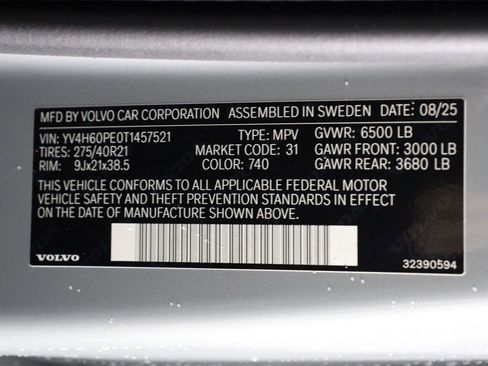 MFD BY VOLVO CAR CORPORATION ASSEMBLED IN SWEDEN DATE: 08/25
VIN: YV4H60PE0T1457521 TYPE: MPV GVWR: 6500 LB
TIRES: 275/40R21 MARKET CODE: 31 GAWR FRONT: 3000 LB
RIM: 9Jx21x38.5 COLOR: 740 GAWR REAR: 3680 LB
THIS VEHICLE CONFORMS TO ALL APPLICABLE FEDERAL MOTOR
VEHICLE SAFETY AND THEFT PREVENTION STANDARDS IN EFFECT
ON THE DATE OF MANUFACTURE SHOWN ABOVE.
VOLVO 32390594